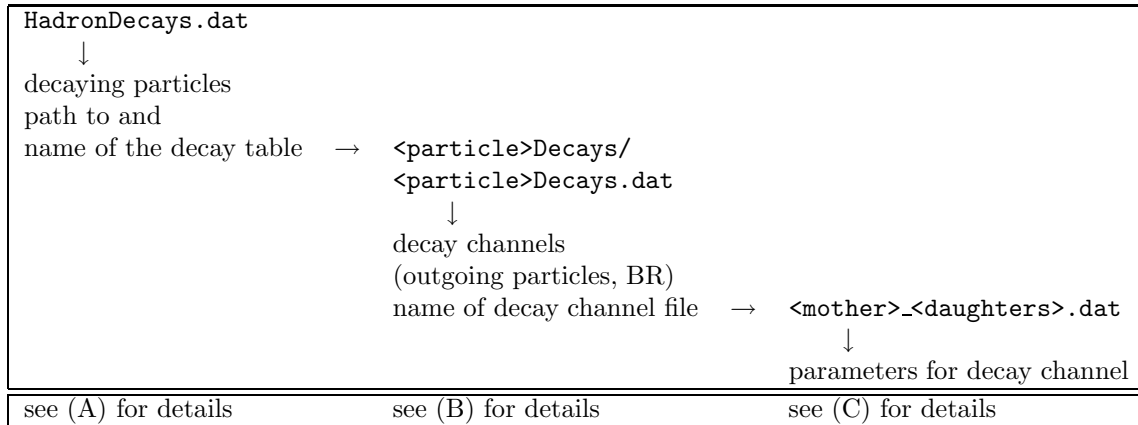 HadronDecays.dat
↓
decaying particles
path to and
name of the decay table → <particle>Decays/
<particle>Decays.dat
↓
decay channels
(outgoing particles, BR)
name of decay channel file → <mother>_<daughters>.dat
↓
parameters for decay channel
see (A) for details see (B) for details see (C) for details